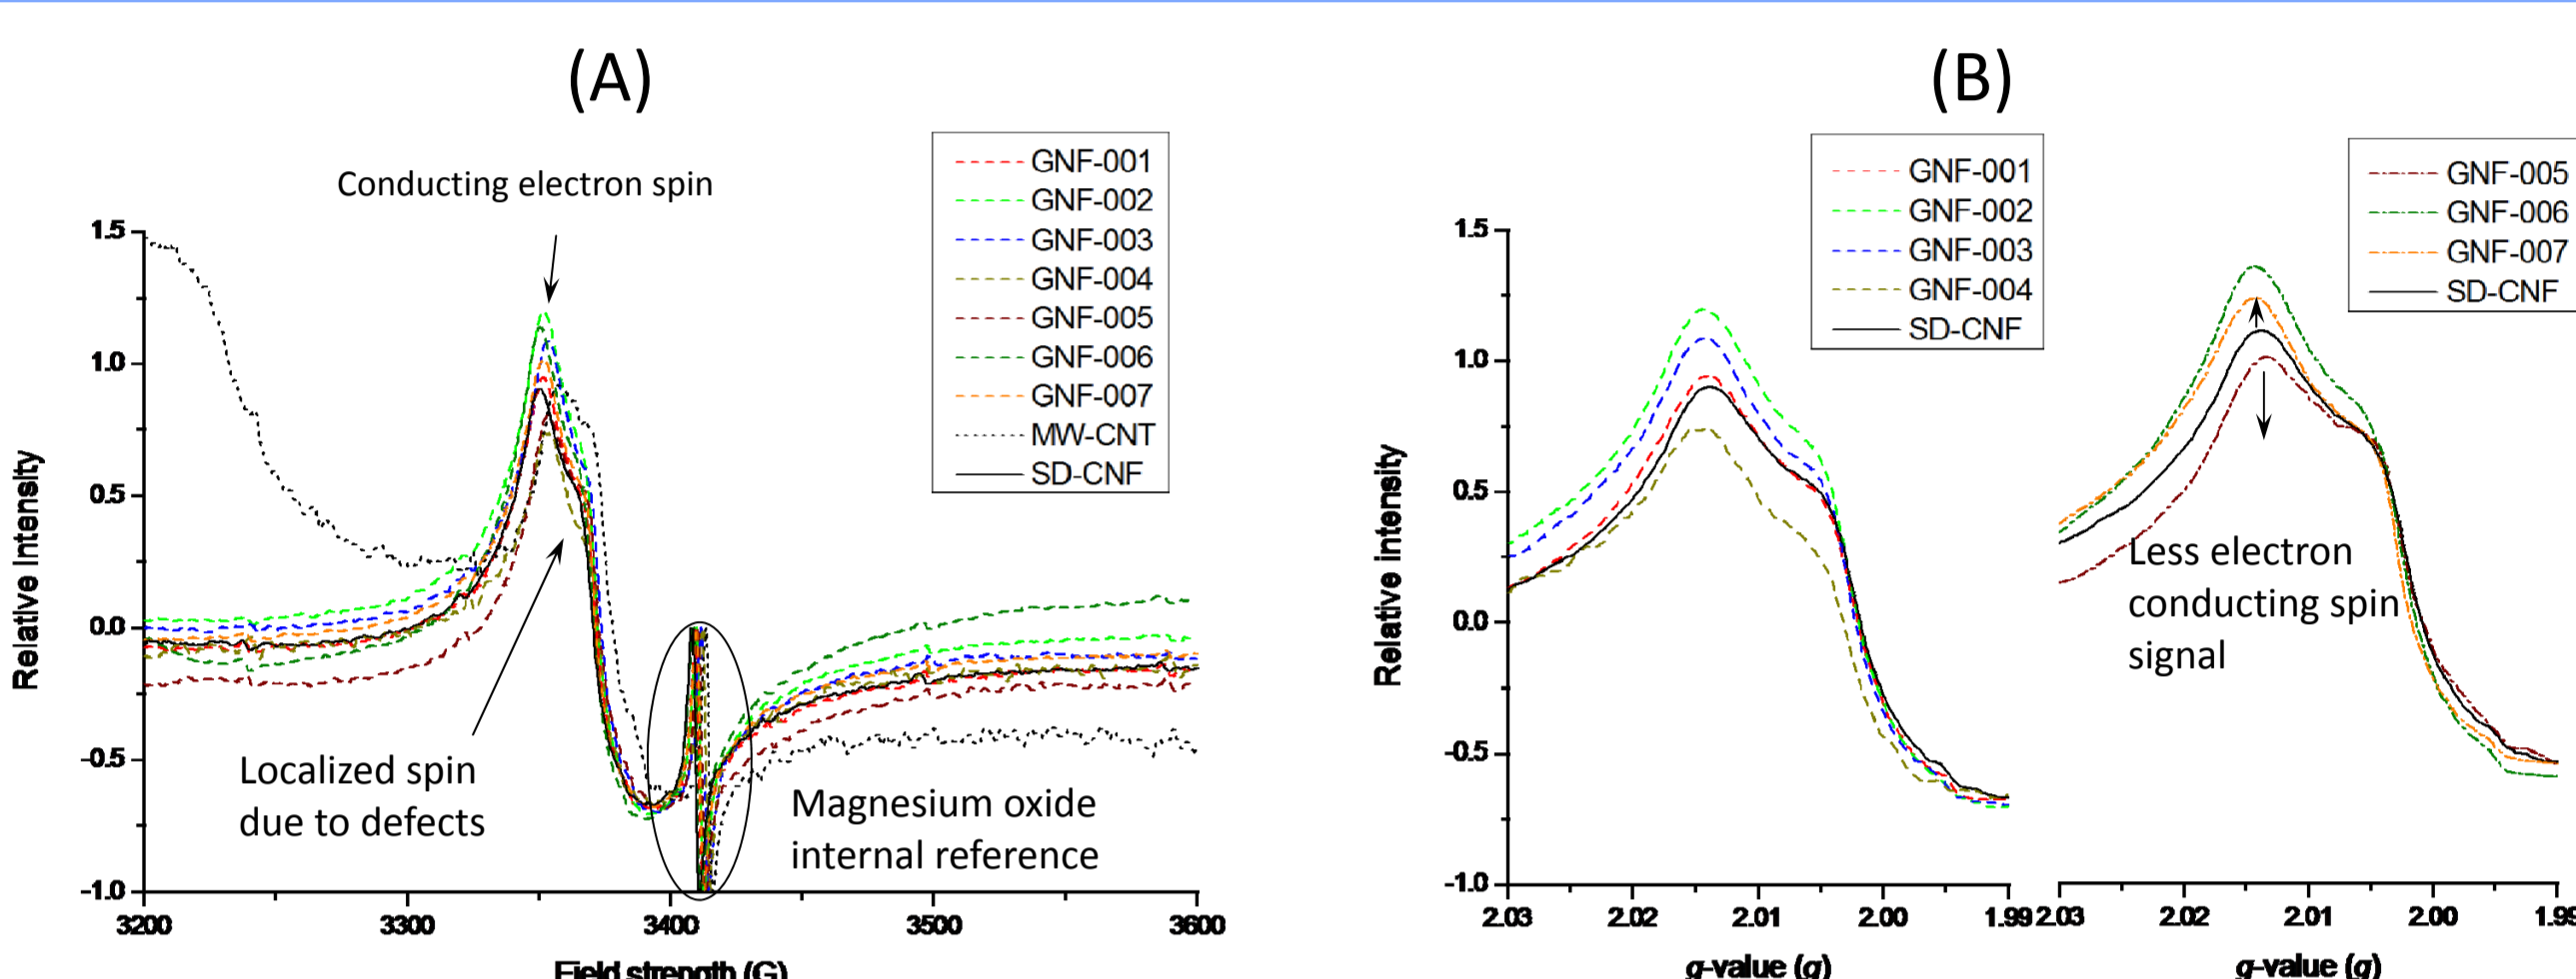 (A)
(B)
Conducting electron spin
GNF-001
GNF-002
GNF-003
GNF-004
GNF-005
GNF-006
GNF-007
MW-CNT
SD-CNF
1.5
1.0
0.5
0.0
-0.5
-1.0
Relative Intensity
Localized spin
due to defects
Magnesium oxide
internal reference
3200
3300
3400
3500
3600
Field strength (G)
GNF-001
GNF-002
GNF-003
GNF-004
SD-CNF
1.5
1.0
0.5
0.0
-0.5
-1.0
Relative intensity
2.03
2.02
2.01
2.00
1.99
g-value (g)
GNF-005
GNF-006
GNF-007
SD-CNF
Less electron
conducting spin
signal
2.03
2.02
2.01
2.00
1.99
g-value (g)